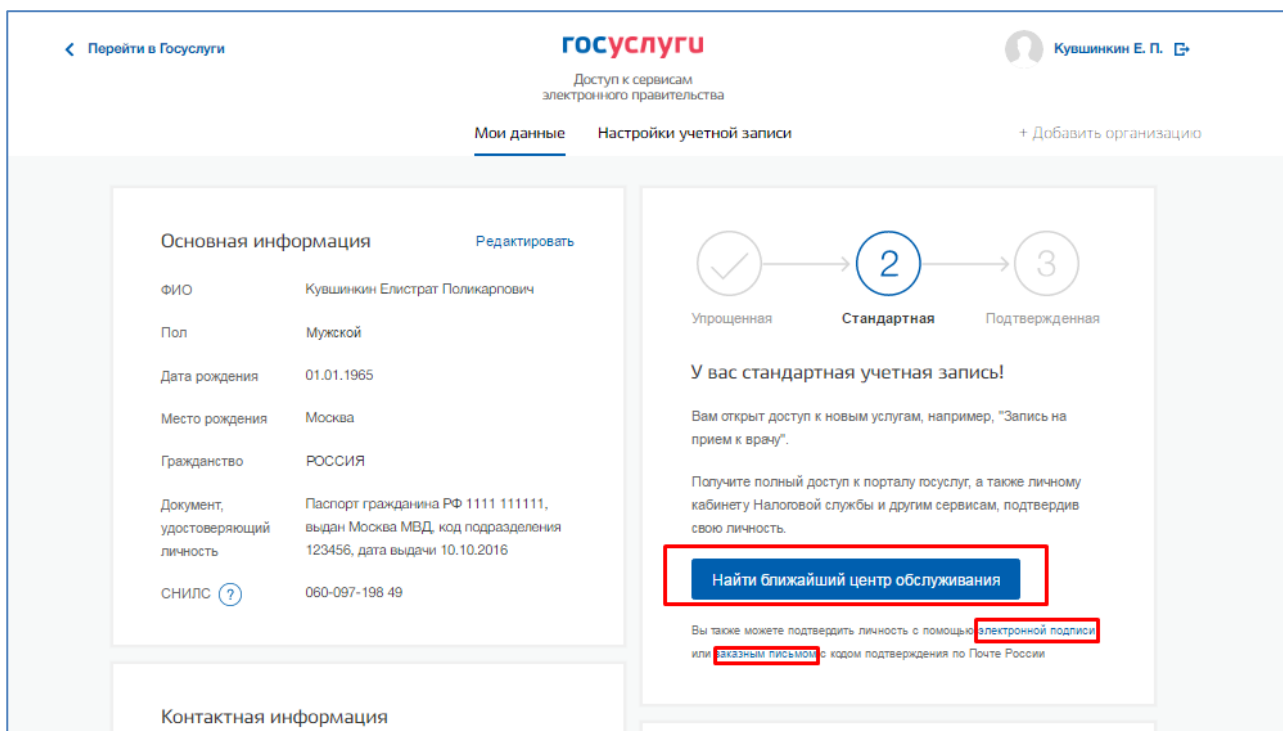 Перейти в Госуслуги
госуслуги
Кувшинкин Е. П.
Доступ к сервисам
электронного правительства
Мои данные
Настройки учетной записи
+ Добавить организацию
Основная информация
Редактировать
ФИО
Кувшинкин Елистрат Поликарпович
Пол
Мужской
Дата рождения
01.01.1965
Место рождения
Москва
Гражданство
РОССИЯ
Документ,
удостоверяющий
личность
Паспорт гражданина РФ 1111 111111,
выдан Москва МВД, код подразделения
123456, дата выдачи 10.10.2016
СНИЛС ?
060-097-198 49
Контактная информация
2
3
Упрощенная
Стандартная
Подтвержденная
У вас стандартная учетная запись!
Вам открыт доступ к новым услугам, например, "Запись на
прием к врачу".
Получите полный доступ к порталу госуслуг, а также личному
кабинету Налоговой службы и другим сервисам, подтвердив
свою личность.
Найти ближайший центр обслуживания
Вы также можете подтвердить личность с помощью электронной подписи
или заказным письмом с кодом подтверждения по Почте России